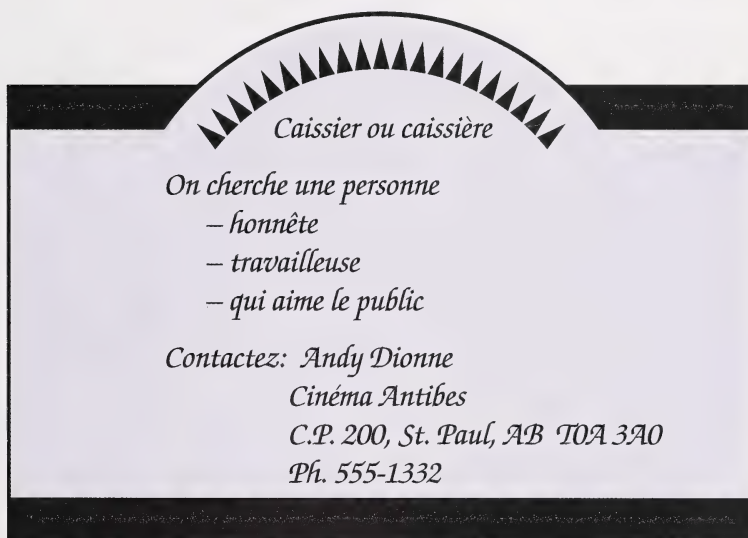 Caissier ou caissière
On cherche une personne
– honnête
– travailleuse
– qui aime le public
Contactez: Andy Dionne
Cinéma Antibes
C.P. 200, St. Paul, AB T0A 3A0
Ph. 555-1332